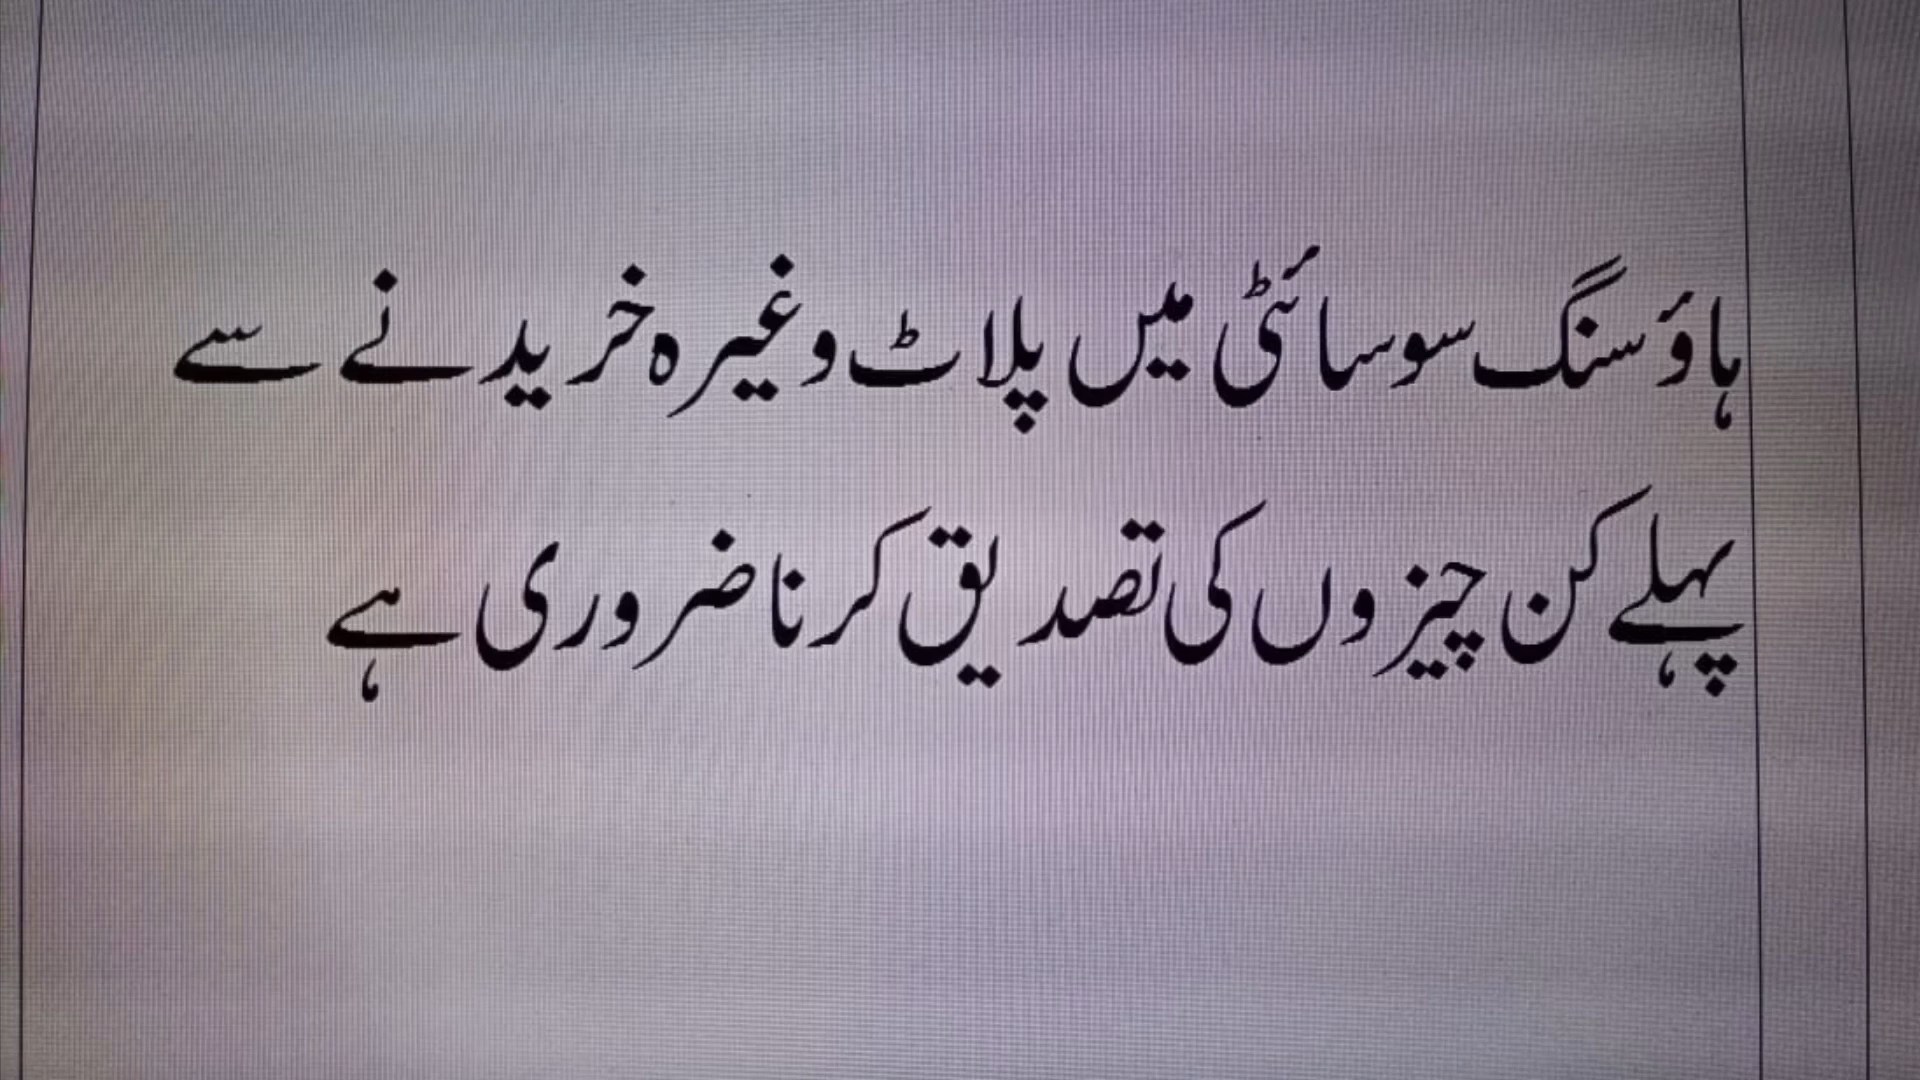 ہاؤسنگ سوسائٹی میں پلاٹ وغیرہ خریدنے سے
پہلے کن چیزوں کی تصدیق کرنا ضروری ہے